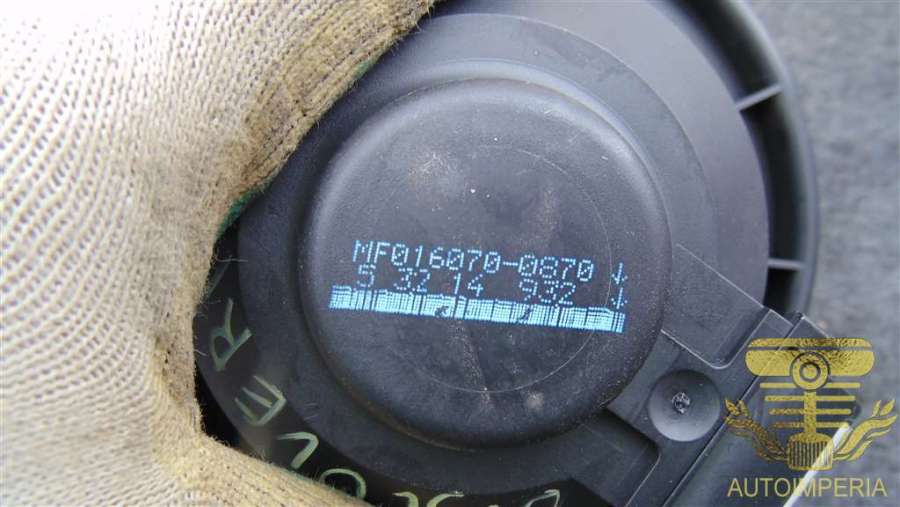 MF016070-0870 ↓
5 32 14 932 ↓
AUTOIMPERIA